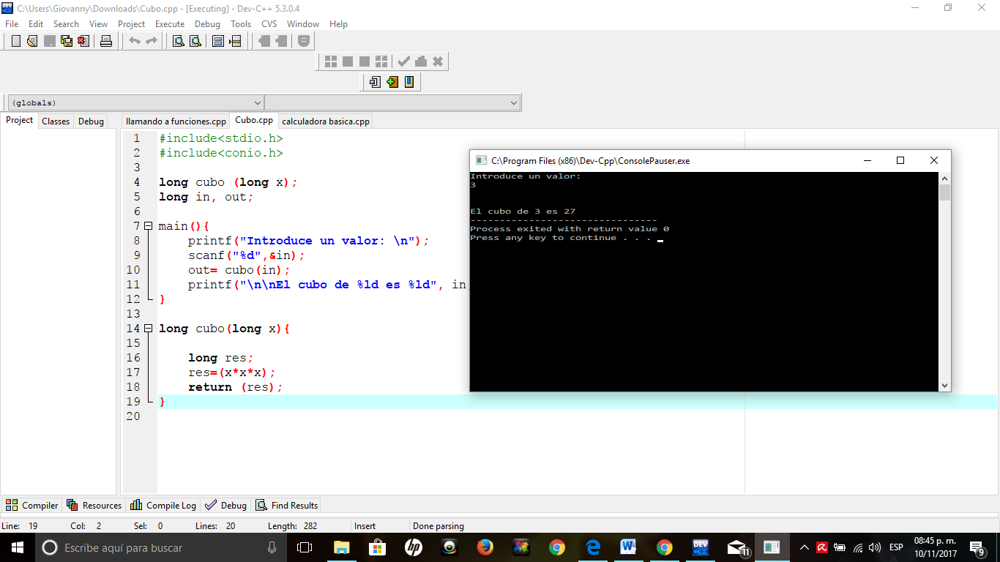 C:\Users\Giovanny\Downloads\Cubo.cpp - [Executing] - Dev-C++ 5.3.0.4
File Edit Search View Project Execute Debug Tools CVS Window Help
(globals)
Project Classes Debug
llamando a funciones.cpp Cubo.cpp calculadora basica.cpp
1 #include<stdio.h>
2 #include<conio.h>
3
4 long cubo (long x);
5 long in, out;
6
7 main(){
8 printf("Introduce un valor: \n");
9 scanf("%d",&in);
10 out= cubo(in);
11 printf("\n\nEl cubo de %ld es %ld", in,
12 }
13
14 long cubo(long x){
15
16 long res;
17 res=(x*x*x);
18 return (res);
19 }
20
C:\Program Files (x86)\Dev-Cpp\ConsolePauser.exe
Introduce un valor:
3
El cubo de 3 es 27
--------------------------------
Process exited with return value 0
Press any key to continue . . .
Compiler Resources Compile Log Debug Find Results
Line: 19 Col: 2 Sel: 0 Lines: 20 Length: 282 Insert Done parsing
Escribe aquí para buscar
hp
W
DEV
11
ESP
08:45 p. m.
10/11/2017
9